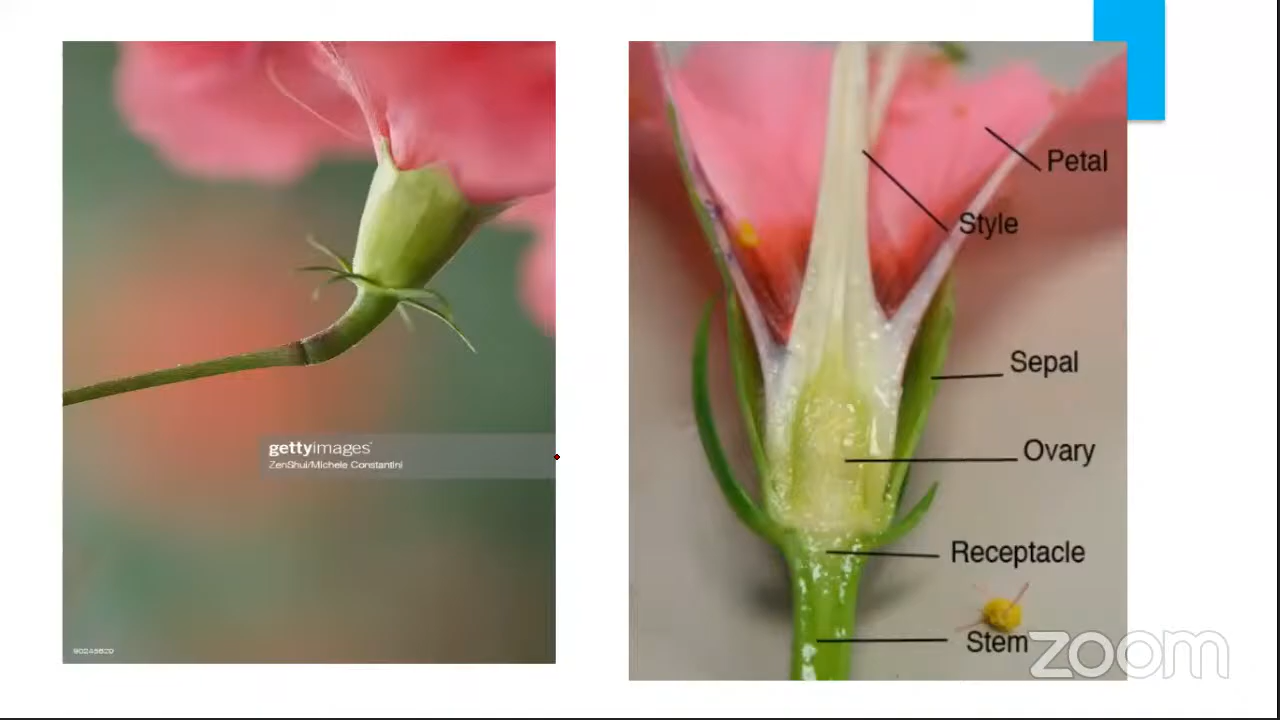 gettyimages
ZenShui/Michele Constantini
Petal
Style
Sepal
Ovary
Receptacle
Stem
zoom